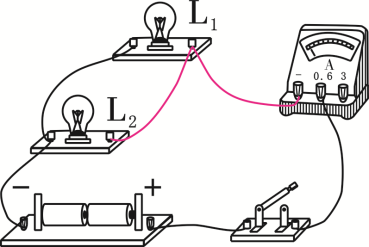 L₁
A
- 0.6 3
L₂
− +